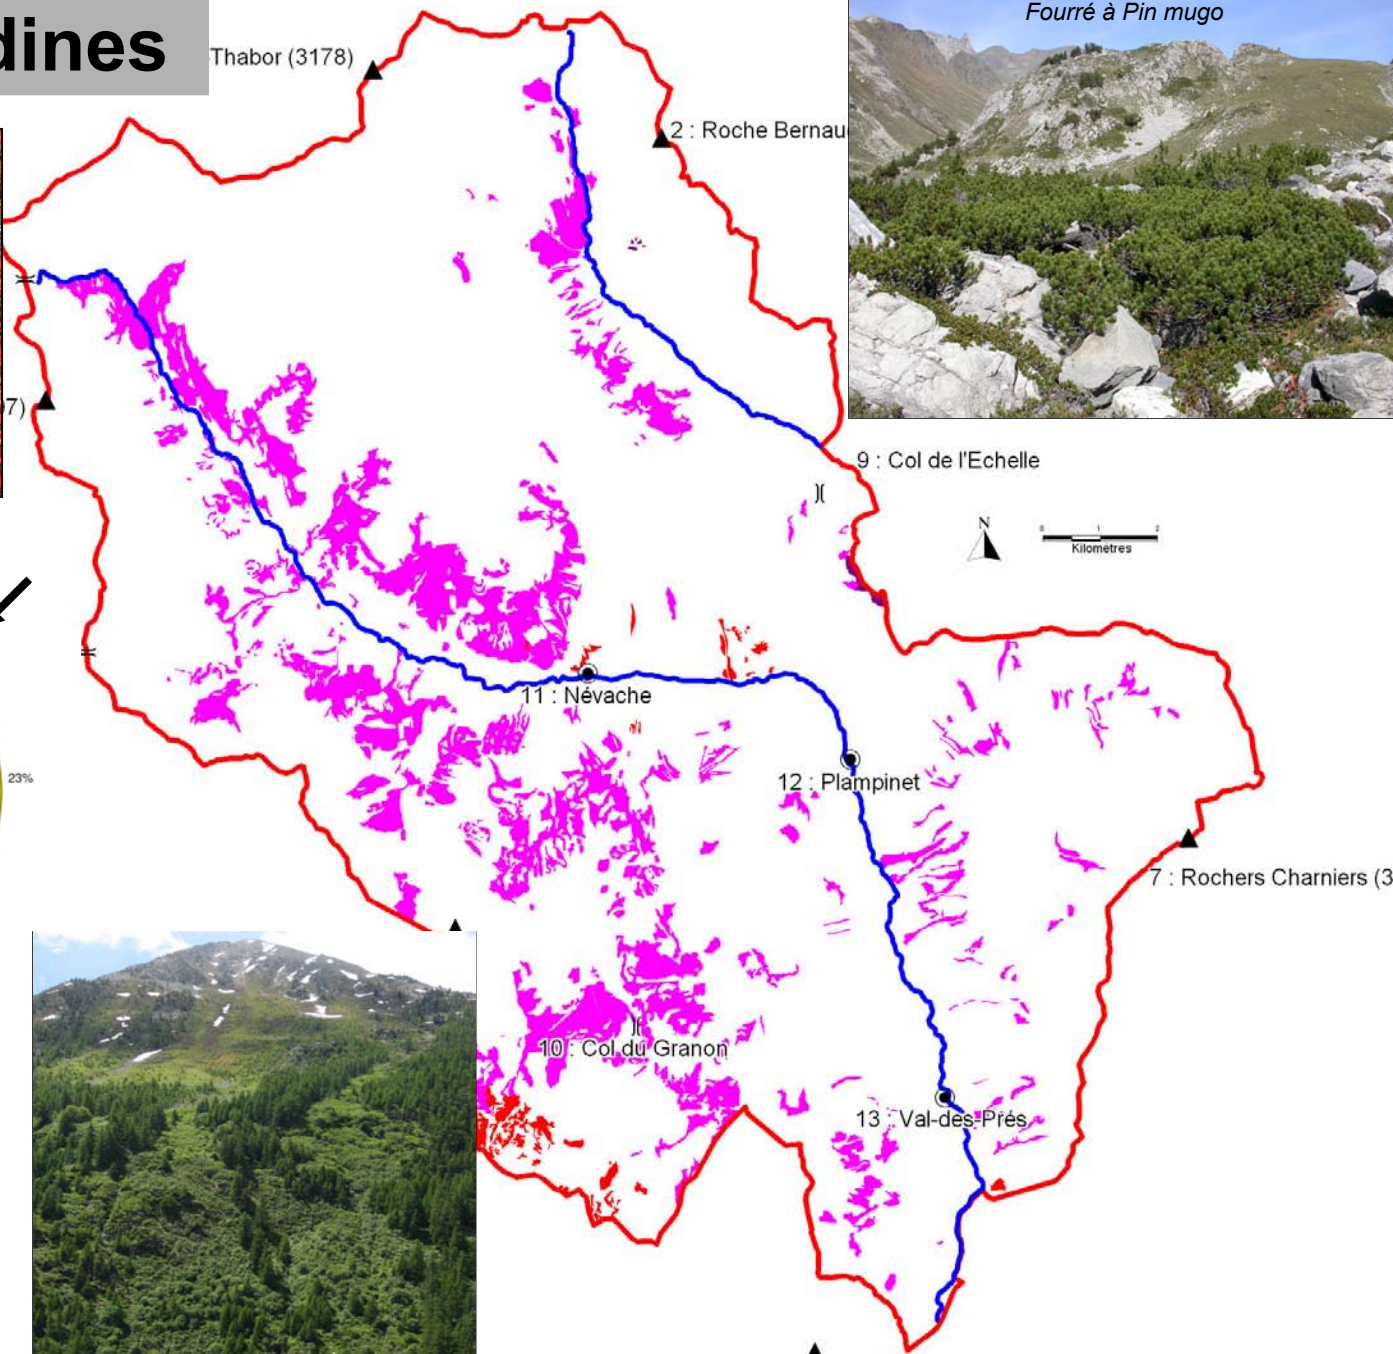 dines
Thabor (3178)
2 : Roche Bernau
Fourré à Pin mugo
07)
9 : Col de l'Echelle
N
0 1 2
Kilomètres
11 : Névache
12 : Plampinet
23%
7 : Rochers Charniers (3
10 : Col du Granon
13 : Val-des-Prés